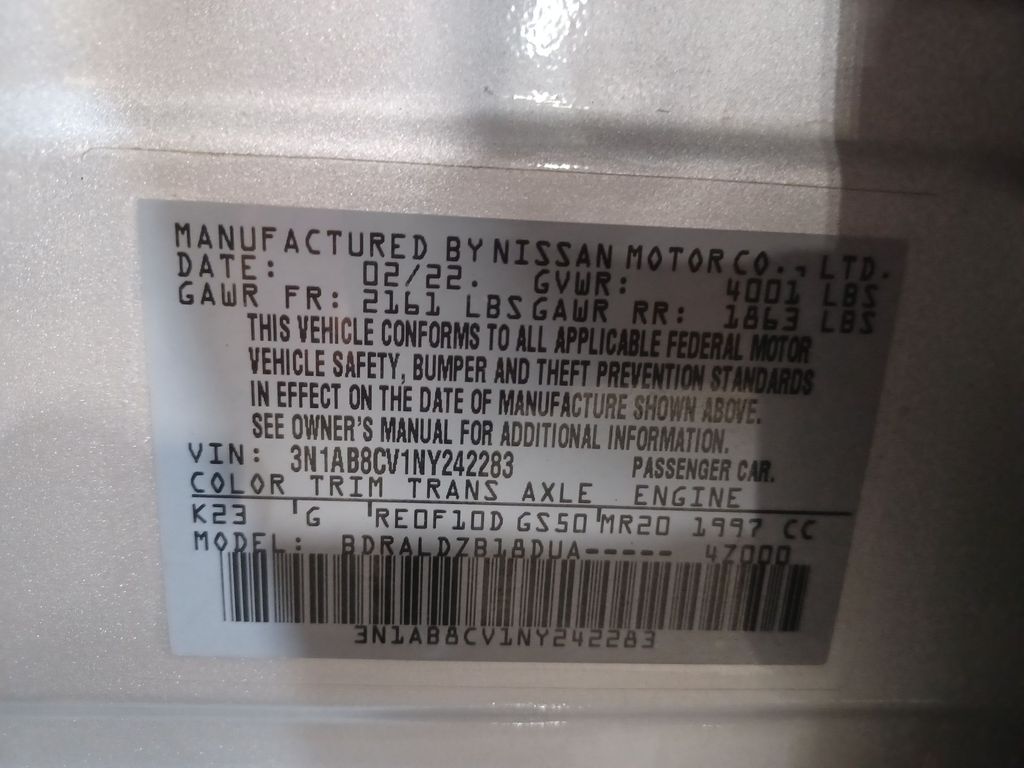 MANUFACTURED BY NISSAN MOTOR CO., LTD.
DATE: 02/22. GVWR: 4001 LBS
GAWR FR: 2161 LBS GAWR RR: 1863 LBS
THIS VEHICLE CONFORMS TO ALL APPLICABLE FEDERAL MOTOR
VEHICLE SAFETY, BUMPER AND THEFT PREVENTION STANDARDS
IN EFFECT ON THE DATE OF MANUFACTURE SHOWN ABOVE.
SEE OWNER'S MANUAL FOR ADDITIONAL INFORMATION.
VIN: 3N1AB8CV1NY242283 PASSENGER CAR.
COLOR TRIM TRANS AXLE ENGINE
K23 G RE0F10D GS50 MR20 1997 CC
MODEL: BDRALDZB18DUA----- 4Z000
3N1AB8CV1NY242283